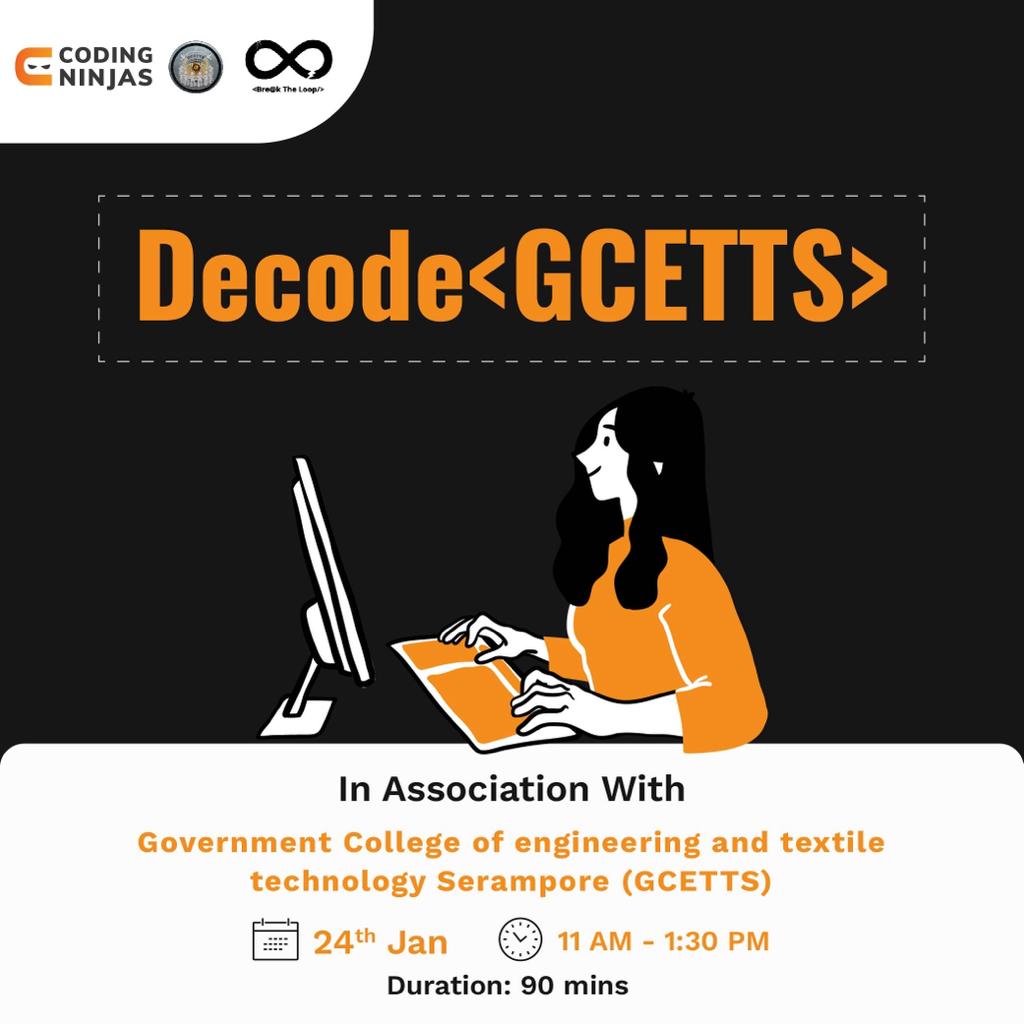 CODING
NINJAS
<Bre@k The Loop/>
Decode<GCETTS>
In Association With
Government College of engineering and textile
technology Serampore (GCETTS)
24th Jan
11 AM - 1:30 PM
Duration: 90 mins